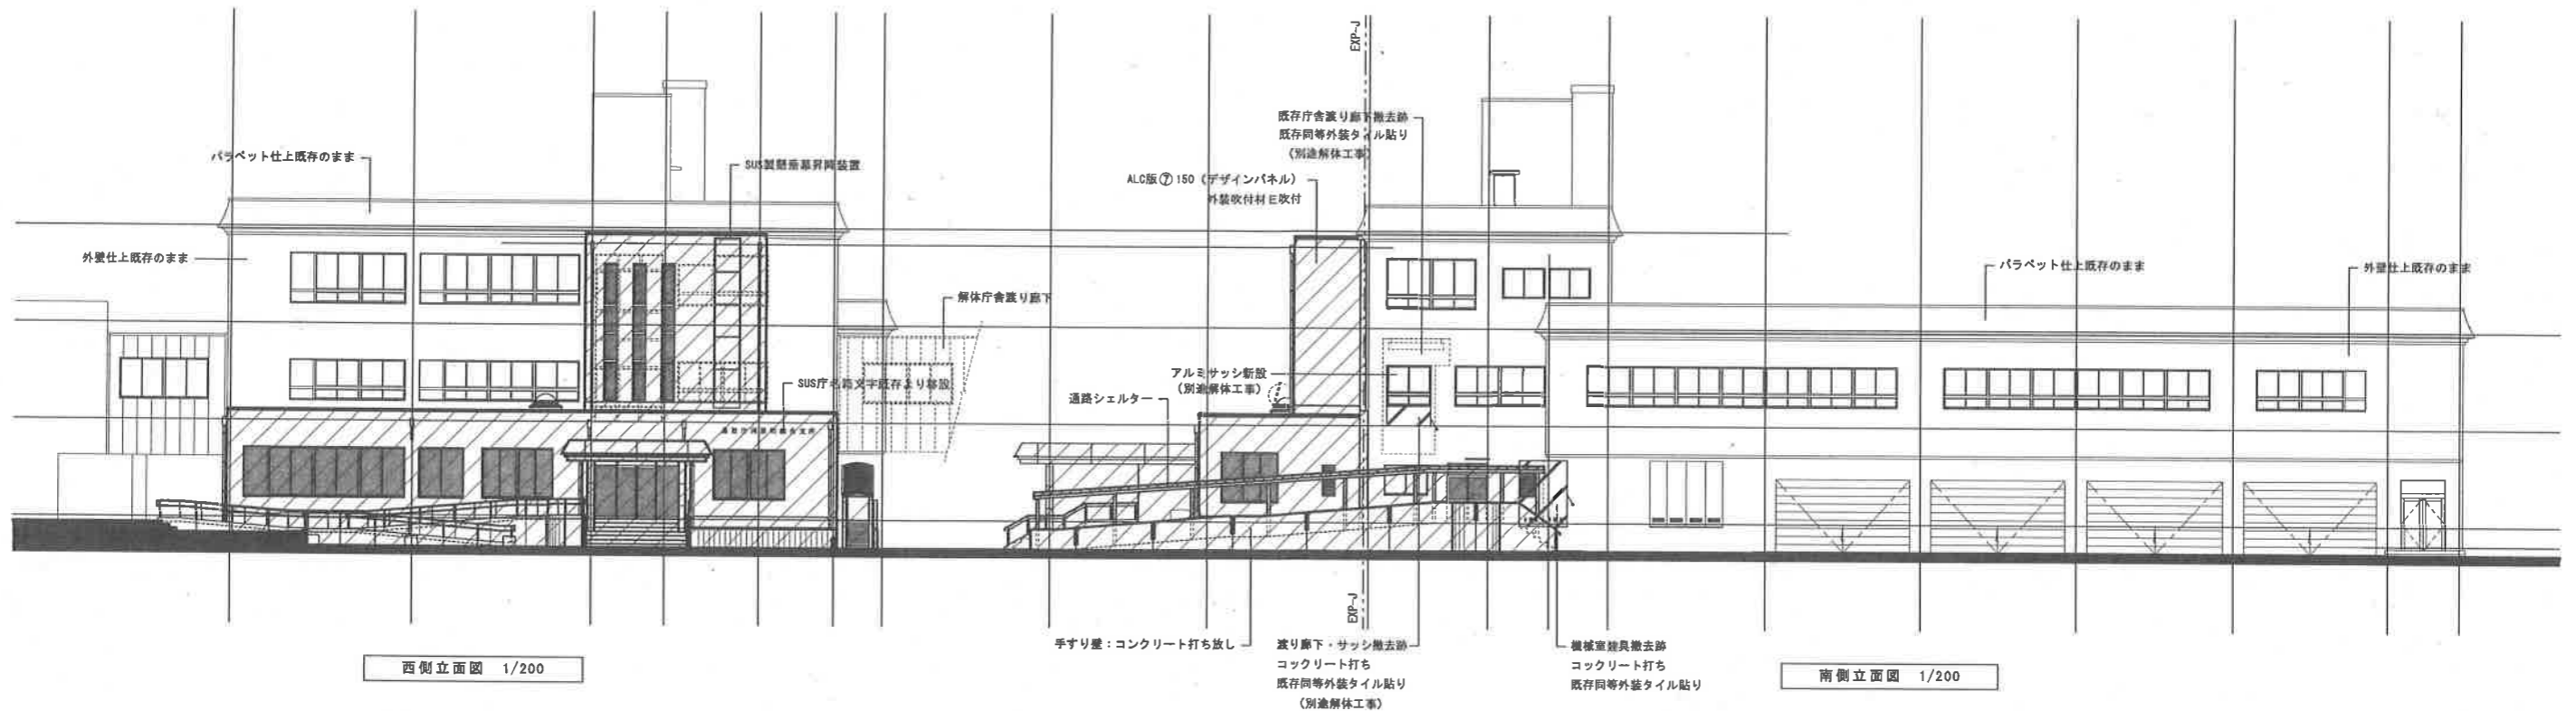 パラペット仕上既存のまま
SUS製懸垂幕昇降装置
外壁仕上既存のまま
解体庁舎渡り廊下
SUS庁名箱文字既存より移設
西側立面図 1/200
EXP-J
既存庁舎渡り廊下撤去跡
既存同等外装タイル貼り
(別途解体工事)
ALC版⑦150(デザインパネル)
外装吹付材E吹付
アルミサッシ新設
(別途解体工事)
通路シェルター
パラペット仕上既存のまま
外壁仕上既存のまま
EXP-J
手すり壁:コンクリート打ち放し
渡り廊下・サッシ撤去跡
コックリート打ち
既存同等外装タイル貼り
(別途解体工事)
機械室建具撤去跡
コックリート打ち
既存同等外装タイル貼り
南側立面図 1/200